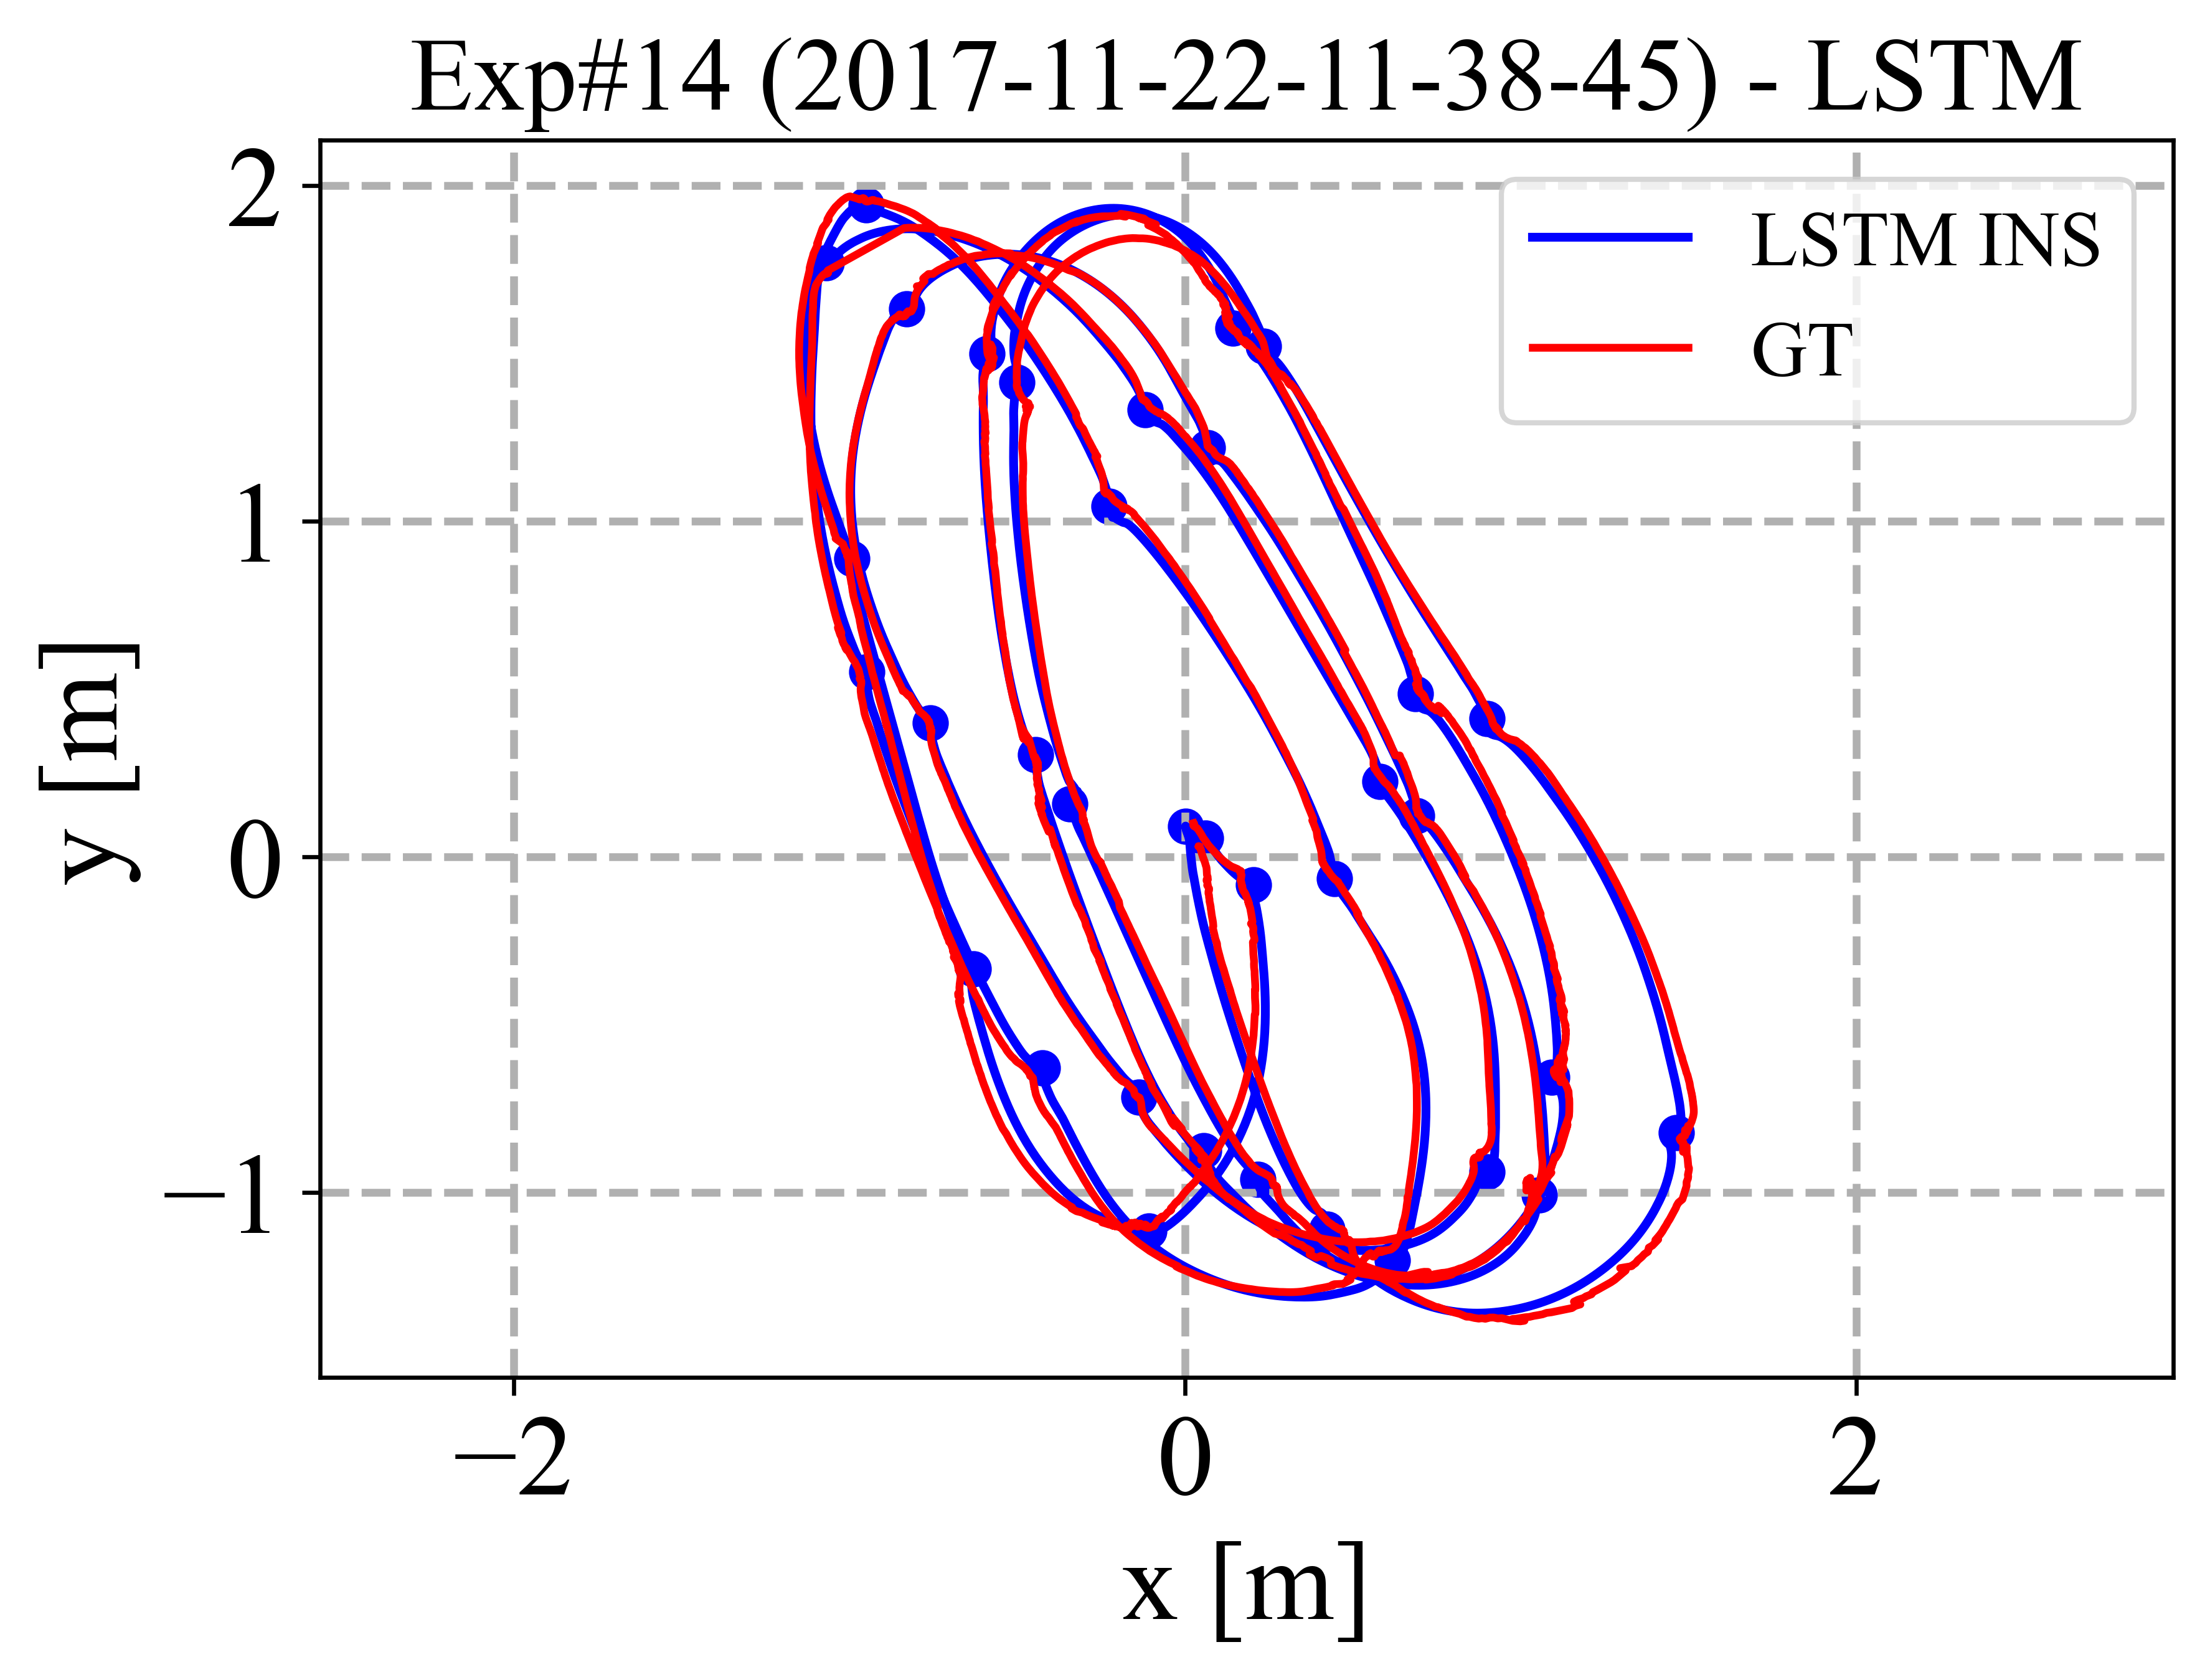 Exp#14 (2017-11-22-11-38-45) - LSTM
LSTM INS
GT
2
1
0
−1
y [m]
−2
0
2
x [m]